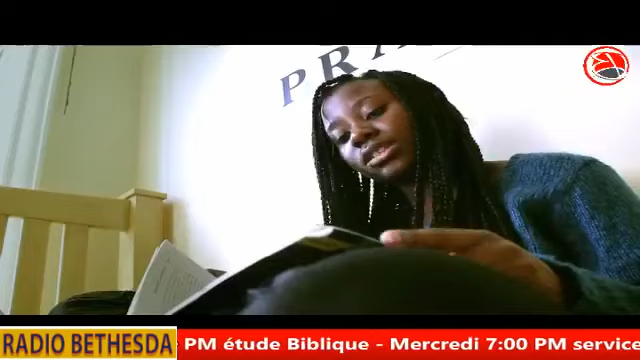 PRA
RADIO BETHESDA
PM étude Biblique - Mercredi 7:00 PM service